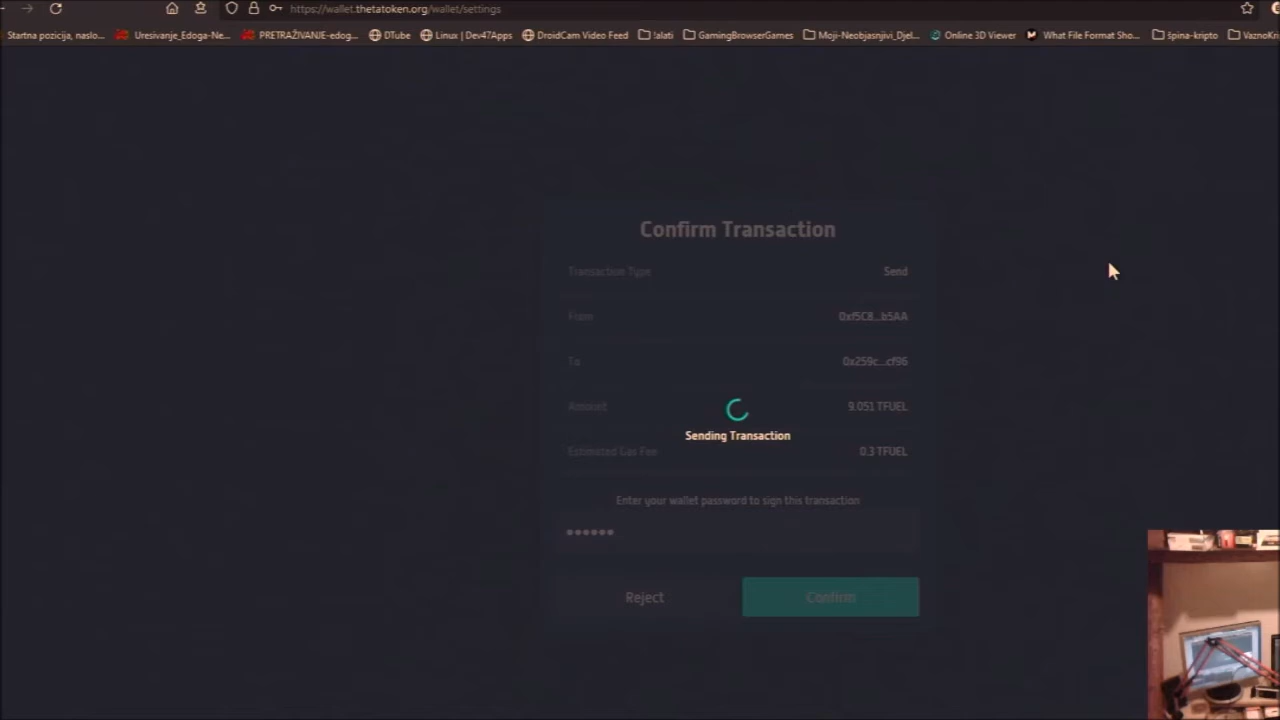 https://wallet.thetatoken.org/wallet/settings
Startna pozicija, naslo... Uresivanje_Edoga-Ne... PRETRAŽIVANJE-edog... DTube Linux | Dev47Apps DroidCam Video Feed !alati GamingBrowserGames Moji-Neobjasnjivi_Djel... Online 3D Viewer What File Format Sho... špina-kripto VaznoKri
Confirm Transaction
Transaction Type Send
From 0xf5C8...b5AA
To 0x259c...cf96
Amount 9.051 TFUEL
Sending Transaction
Estimated Gas Fee 0.3 TFUEL
Enter your wallet password to sign this transaction
••••••
Reject Confirm